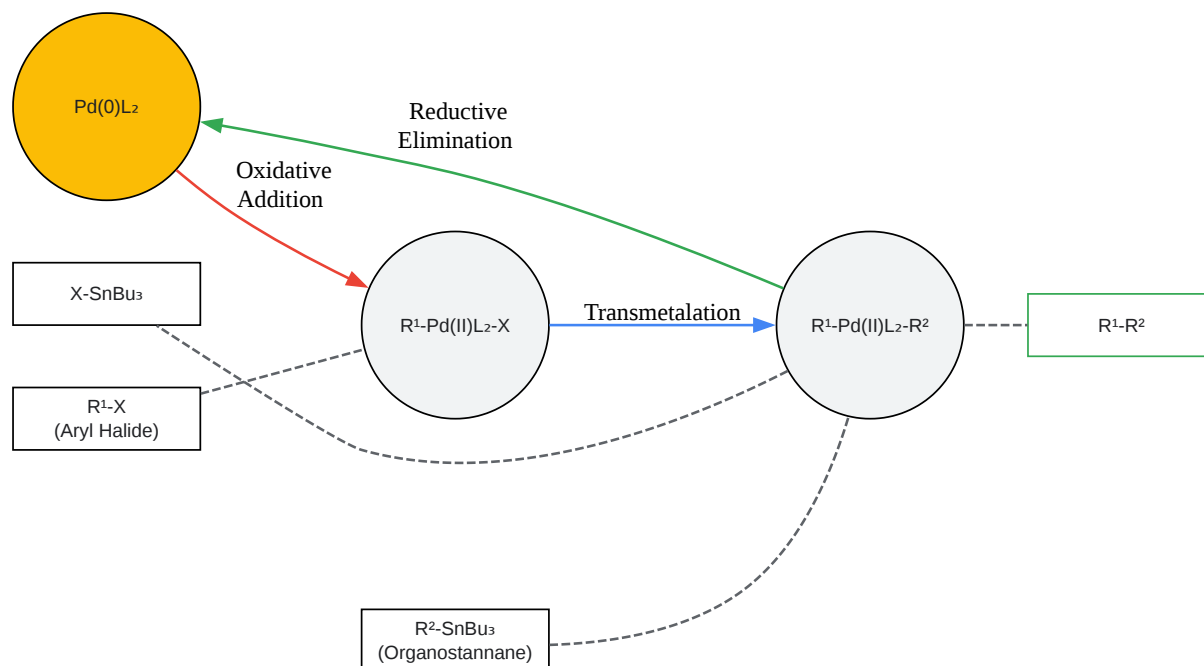 Pd(0)L₂
Reductive
Elimination
Oxidative
Addition
X-SnBu₃
R¹-Pd(II)L₂-X
Transmetalation
R¹-Pd(II)L₂-R²
R¹-R²
R¹-X
(Aryl Halide)
R²-SnBu₃
(Organostannane)